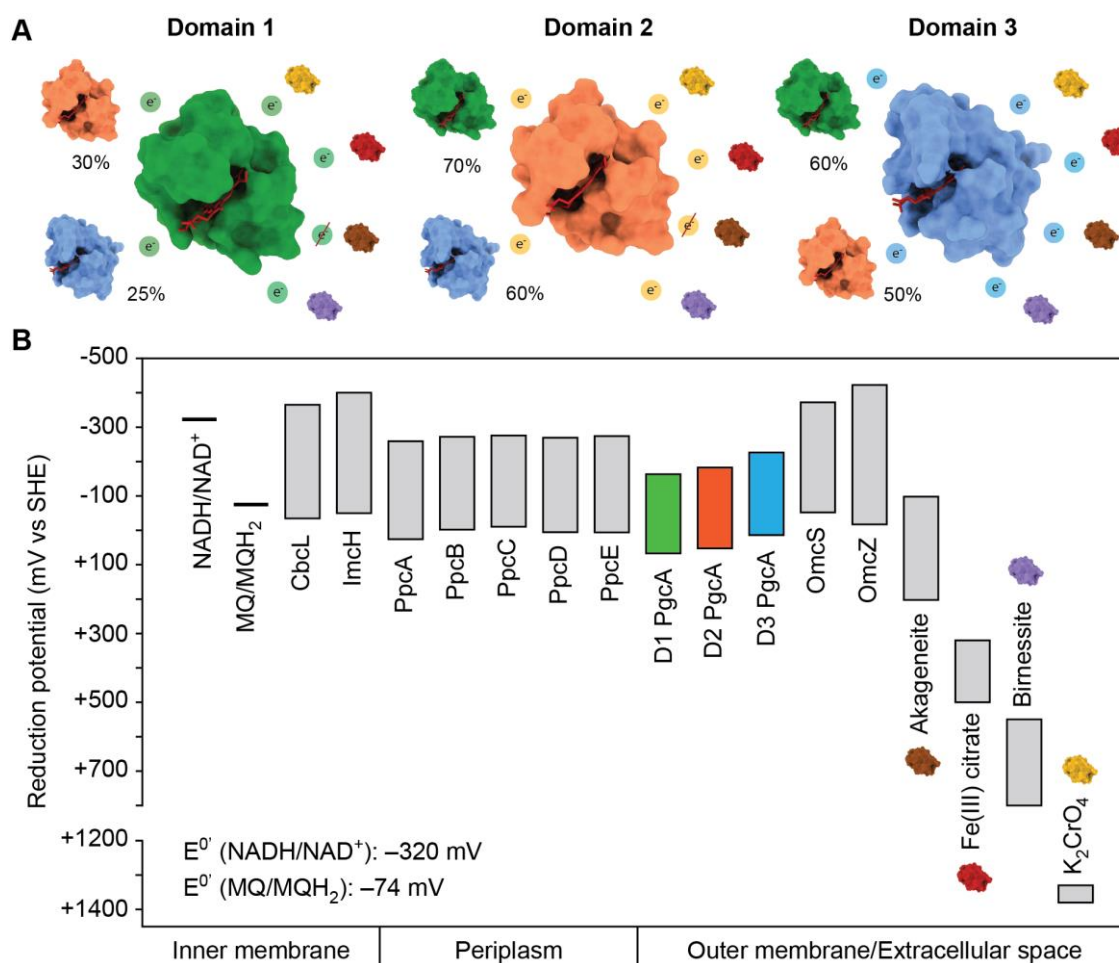 A
Domain 1
Domain 2
Domain 3
e-
e-
e-
e-
e-
e-
30%
25%
e-
e-
e-
e-
e-
e-
70%
60%
e-
e-
e-
e-
e-
e-
60%
50%
B
Reduction potential (mV vs SHE)
-500
-300
-100
+100
+300
+500
+700
+1200
+1400
NADH/NAD+
MQ/MQH2
CbcL
ImcH
PpcA
PpcB
PpcC
PpcD
PpcE
D1 PgcA
D2 PgcA
D3 PgcA
OmcS
OmcZ
Akageneite
Fe(III) citrate
Birnessite
K2CrO4
E0' (NADH/NAD+): –320 mV
E0' (MQ/MQH2): –74 mV
Inner membrane
Periplasm
Outer membrane/Extracellular space